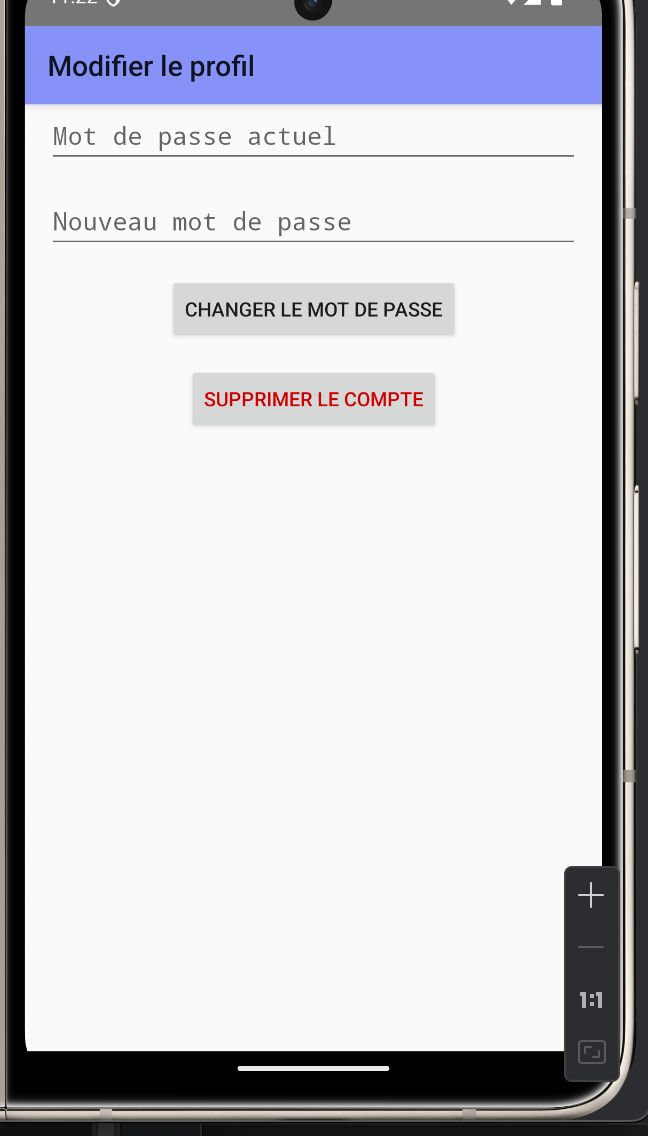 11:22
Modifier le profil
Mot de passe actuel
Nouveau mot de passe
CHANGER LE MOT DE PASSE
SUPPRIMER LE COMPTE
1:1